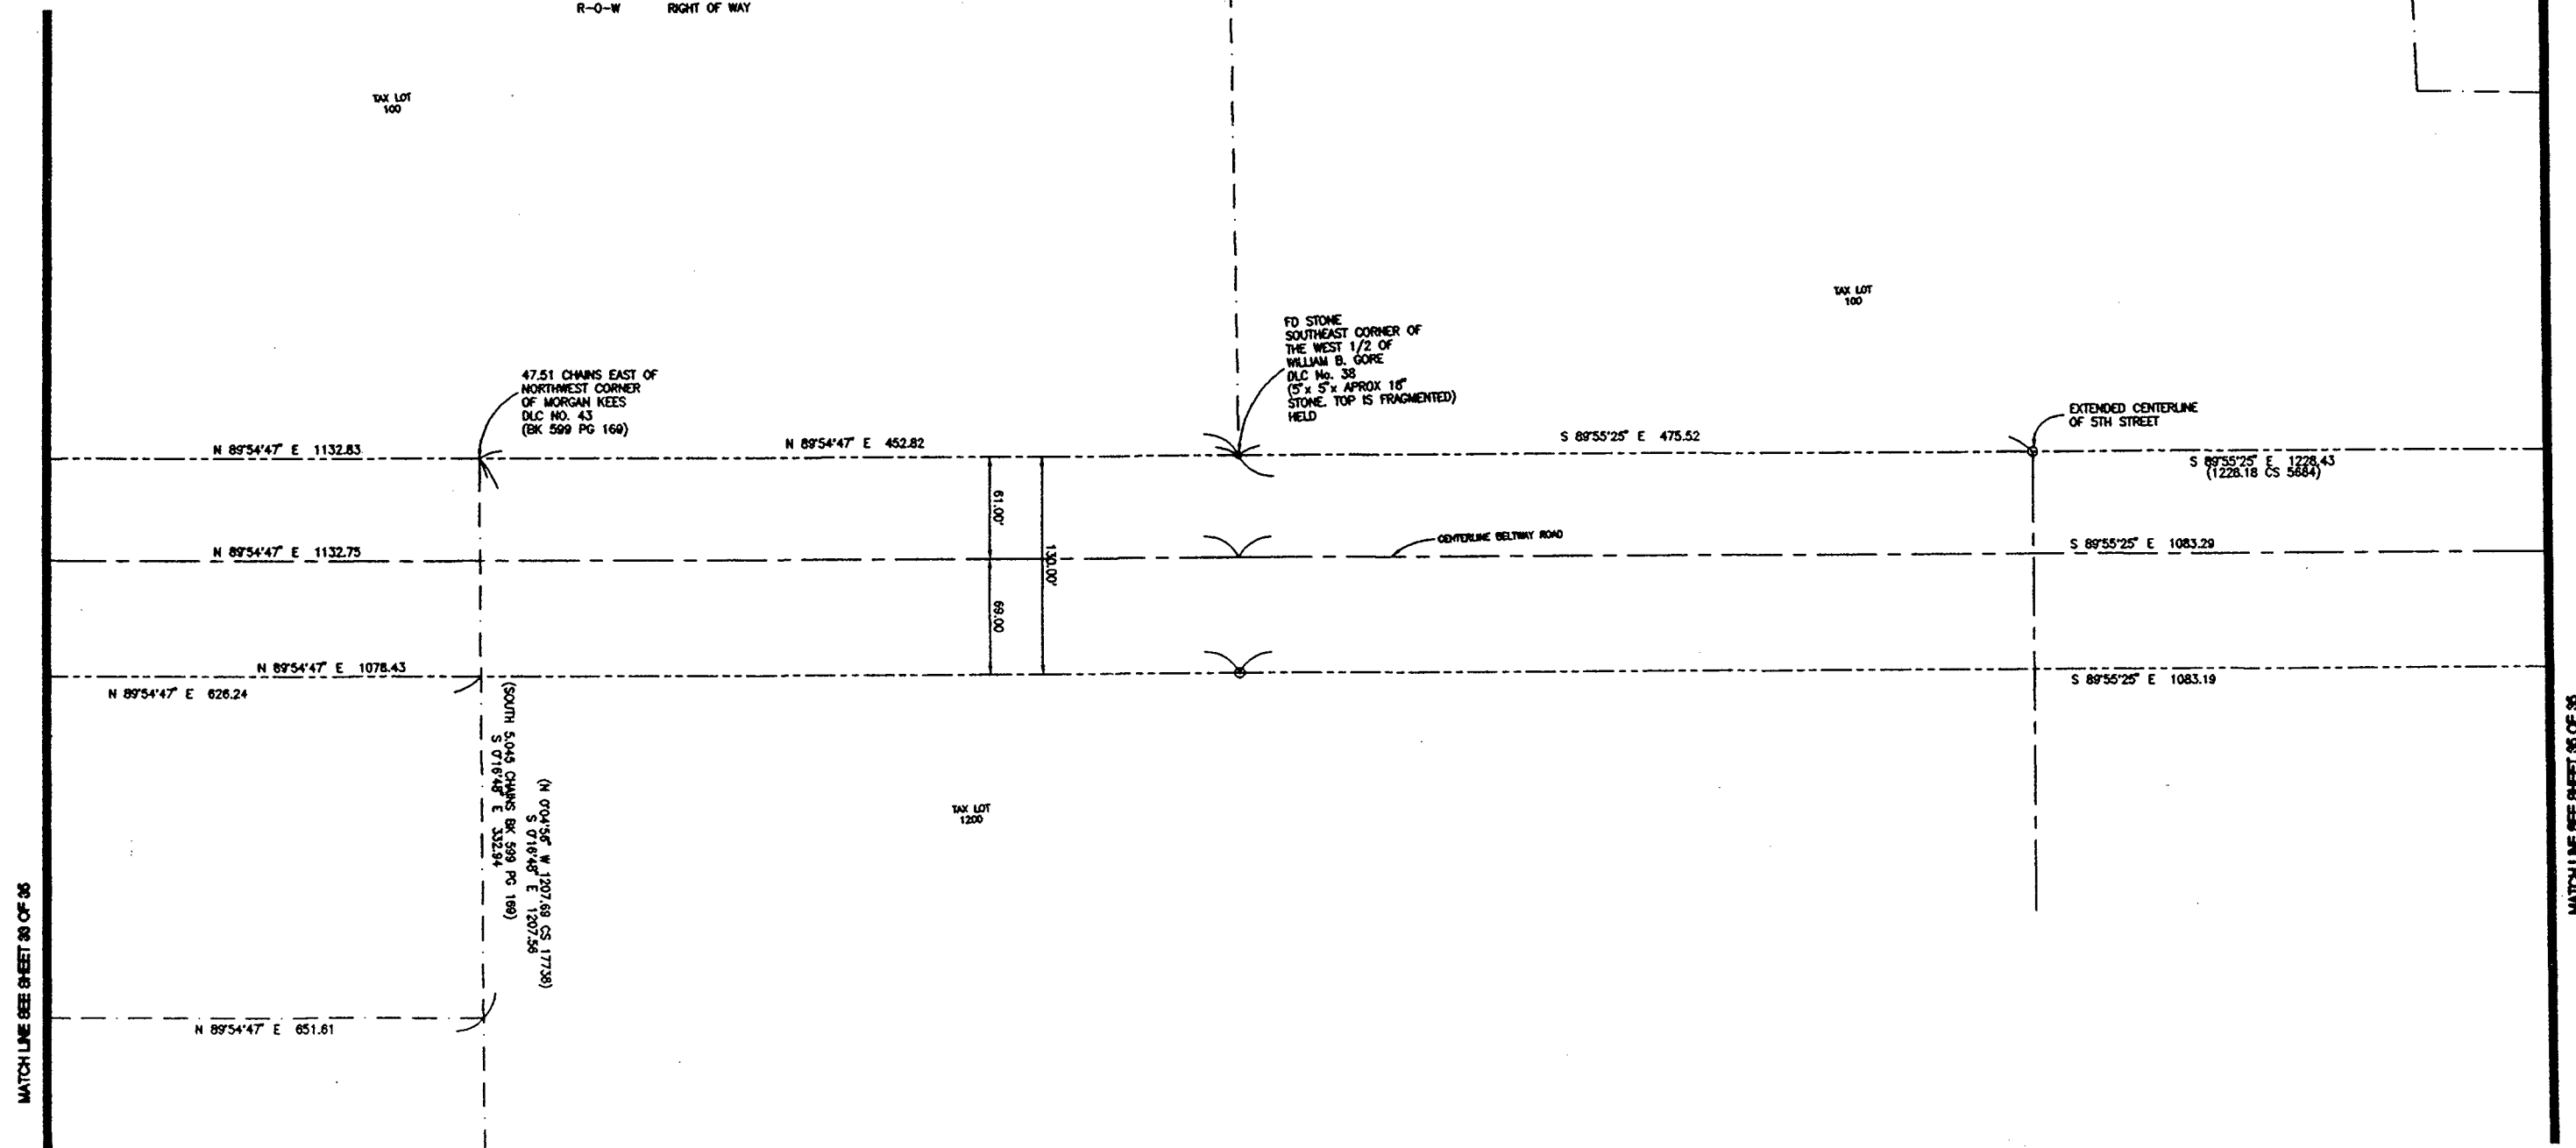 R-O-W RIGHT OF WAY
TAX LOT
100
TAX LOT
100
FD STONE
SOUTHEAST CORNER OF
THE WEST 1/2 OF
WILLIAM B. GORE
DLC No. 38
(5"x 5"x APROX 18"
STONE. TOP IS FRAGMENTED)
HELD
47.51 CHAINS EAST OF
NORTHWEST CORNER
OF MORGAN KEES
DLC NO. 43
(BK 599 PG 169)
EXTENDED CENTERLINE
OF 5TH STREET
N 89°54'47" E 1132.83
N 89°54'47" E 452.82
S 89°55'25" E 475.52
S 89°55'25" E 1228.43
(1228.18 CS 5684)
61.00'
130.00'
69.00
CENTERLINE BELTWAY ROAD
N 89°54'47" E 1132.75
S 89°55'25" E 1083.29
N 89°54'47" E 1078.43
N 89°54'47" E 626.24
S 89°55'25" E 1083.19
(SOUTH 5.045 CHAINS BK 599 PG 169)
S 0°16'48" E 332.94
(N 0°04'56" W 1207.69 CS 17738)
S 0°16'48" E 1207.56
TAX LOT
1200
N 89°54'47" E 651.61
MATCH LINE SEE SHEET 33 OF 35
MATCH LINE SEE SHEET 35 OF 35